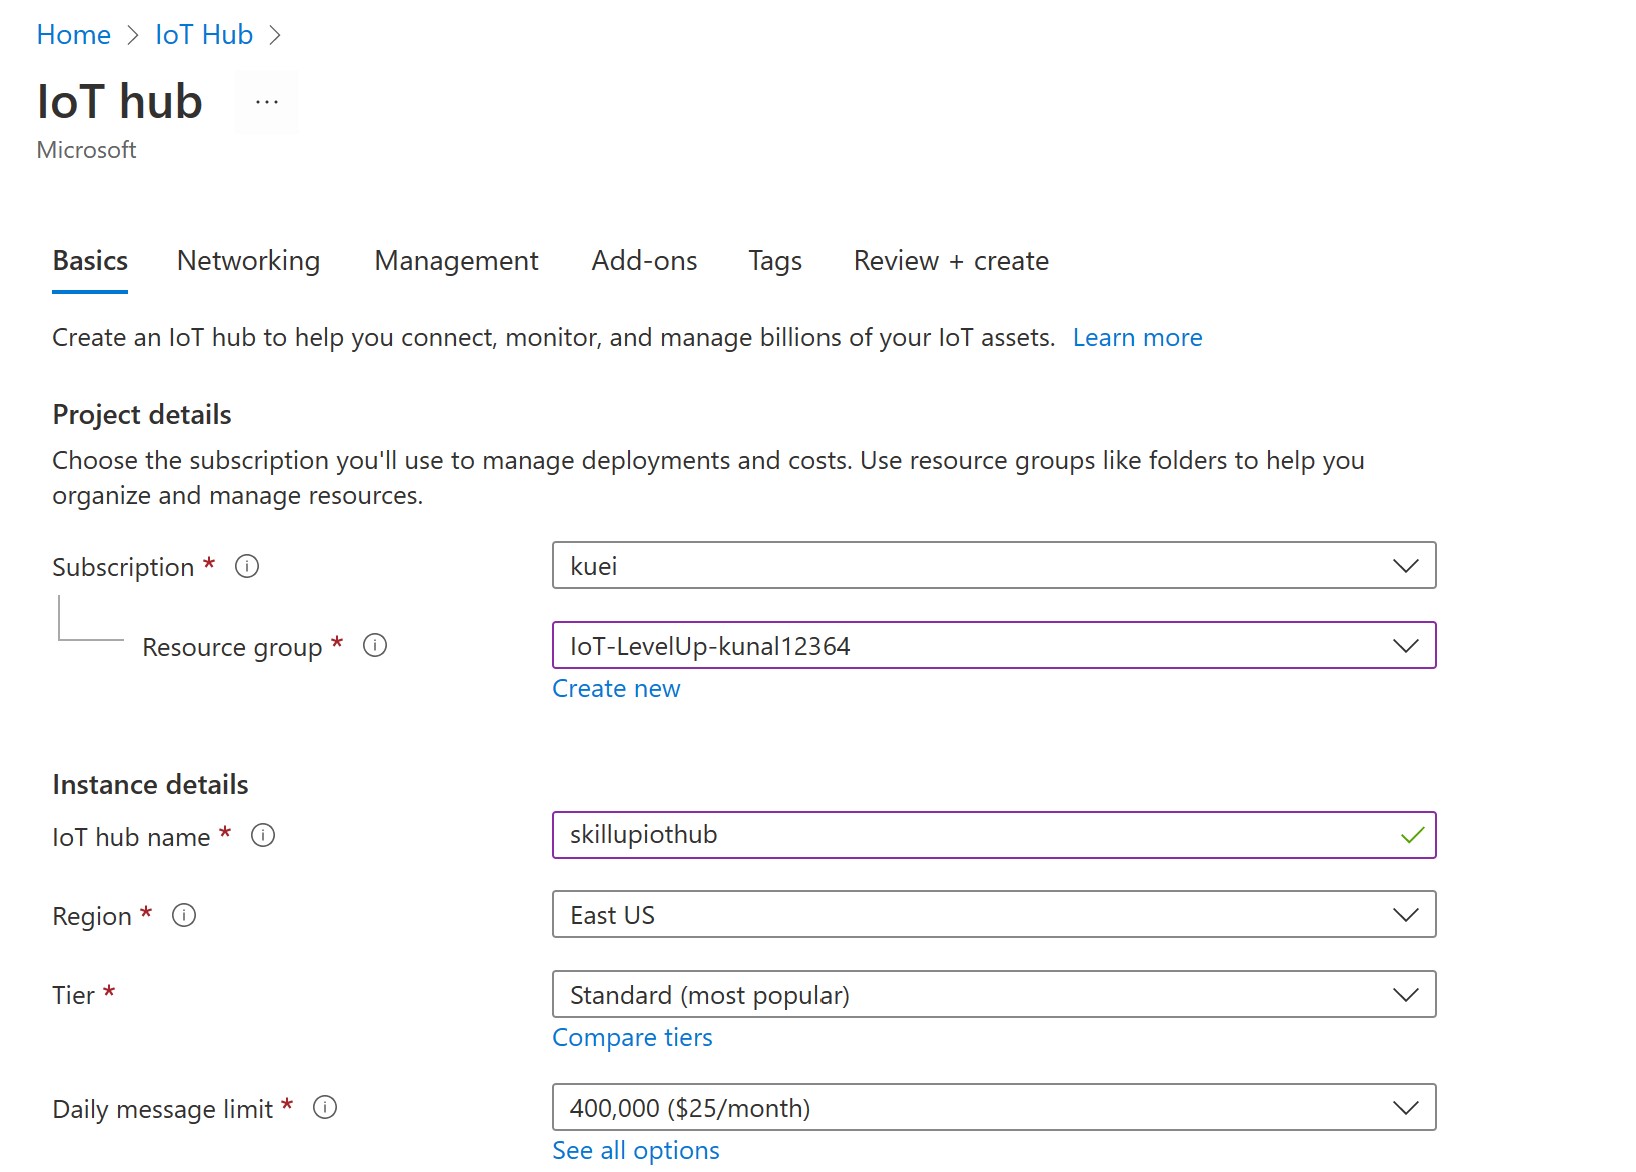 Home > IoT Hub >
IoT hub ...
Microsoft
Basics Networking Management Add-ons Tags Review + create
Create an IoT hub to help you connect, monitor, and manage billions of your IoT assets. Learn more
Project details
Choose the subscription you'll use to manage deployments and costs. Use resource groups like folders to help you
organize and manage resources.
Subscription * kuei
Resource group * IoT-LevelUp-kunal12364
Create new
Instance details
IoT hub name * skillupiothub
Region * East US
Tier * Standard (most popular)
Compare tiers
Daily message limit * 400,000 ($25/month)
See all options